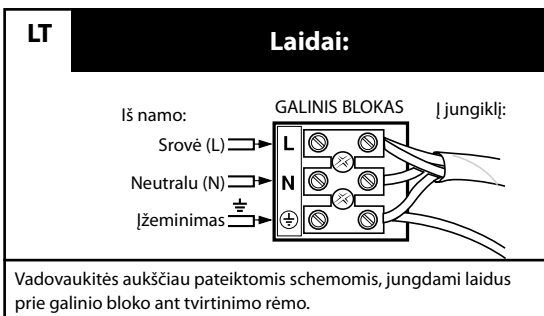 LT
Laidai:
Iš namo:
GALINIS BLOKAS
Į jungiklį:
Srovė (L)
L
Neutralu (N)
N
Įžeminimas
Vadovaukitės aukščiau pateiktomis schemomis, jungdami laidus
prie galinio bloko ant tvirtinimo rėmo.